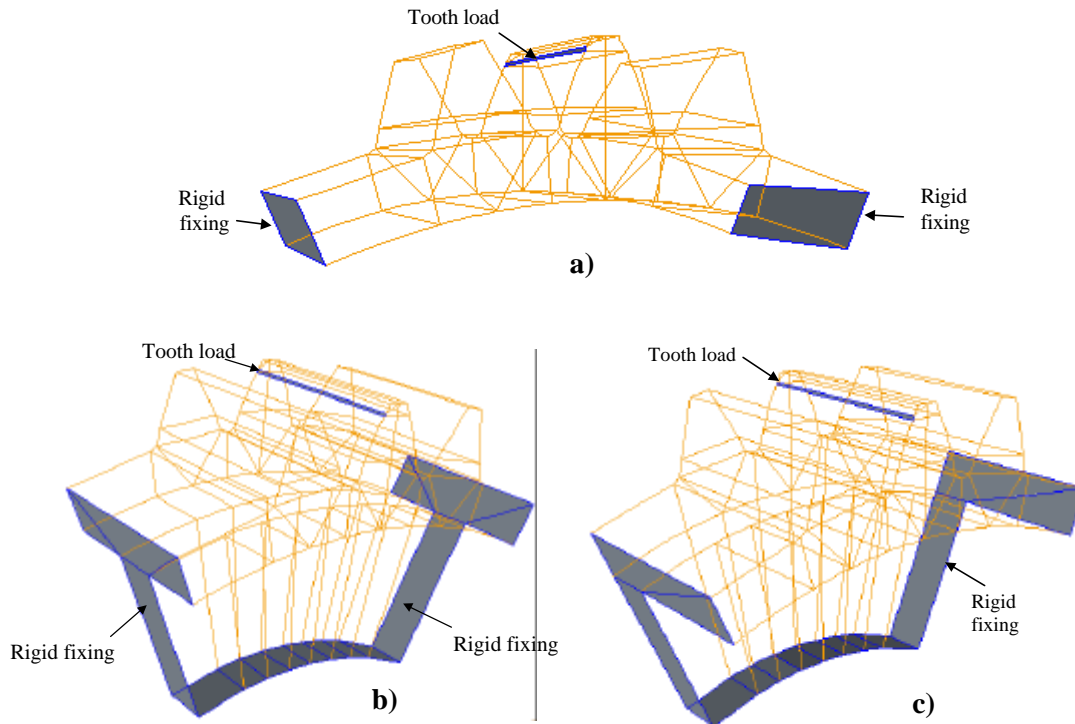 Tooth load
Rigid
fixing
Rigid
fixing
a)
Tooth load
Rigid fixing
Rigid fixing
b)
Tooth load
Rigid
fixing
c)